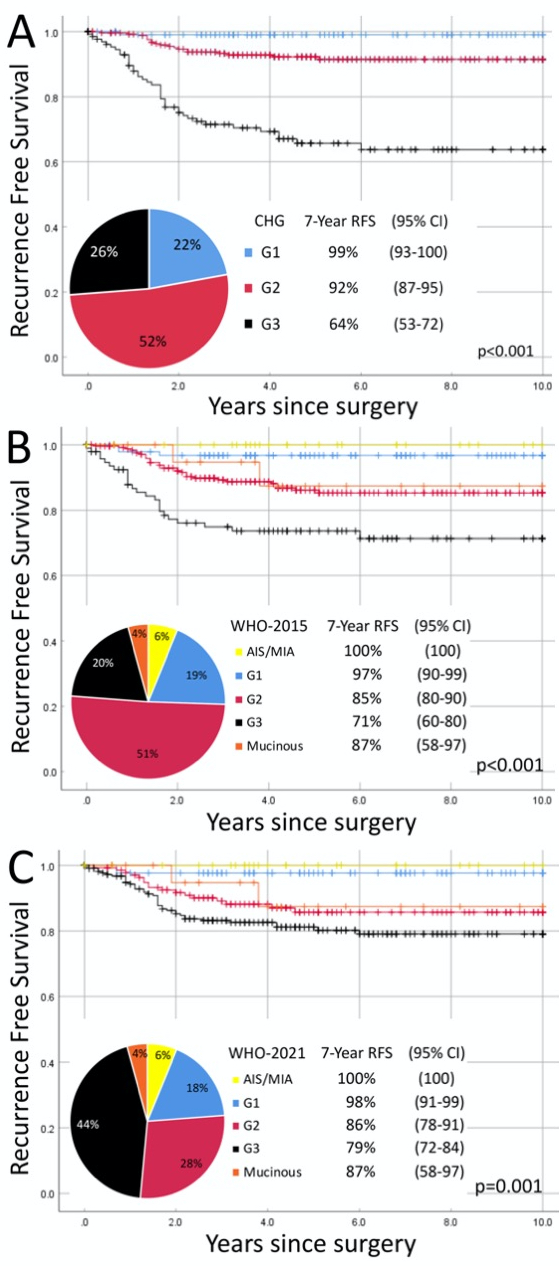 A
Recurrence Free Survival
1.0
0.8
0.6
0.4
0.2
0.0
26%
22%
52%
CHG 7-Year RFS (95% CI)
G1 99% (93-100)
G2 92% (87-95)
G3 64% (53-72)
p<0.001
.0 2.0 4.0 6.0 8.0 10.0
Years since surgery
B
Recurrence Free Survival
1.0
0.8
0.6
0.4
0.2
0.0
4%
6%
20%
19%
51%
WHO-2015 7-Year RFS (95% CI)
AIS/MIA 100% (100)
G1 97% (90-99)
G2 85% (80-90)
G3 71% (60-80)
Mucinous 87% (58-97)
p<0.001
.0 2.0 4.0 6.0 8.0 10.0
Years since surgery
C
Recurrence Free Survival
1.0
0.8
0.6
0.4
0.2
0.0
4%
6%
18%
44%
28%
WHO-2021 7-Year RFS (95% CI)
AIS/MIA 100% (100)
G1 98% (91-99)
G2 86% (78-91)
G3 79% (72-84)
Mucinous 87% (58-97)
p=0.001
.0 2.0 4.0 6.0 8.0 10.0
Years since surgery